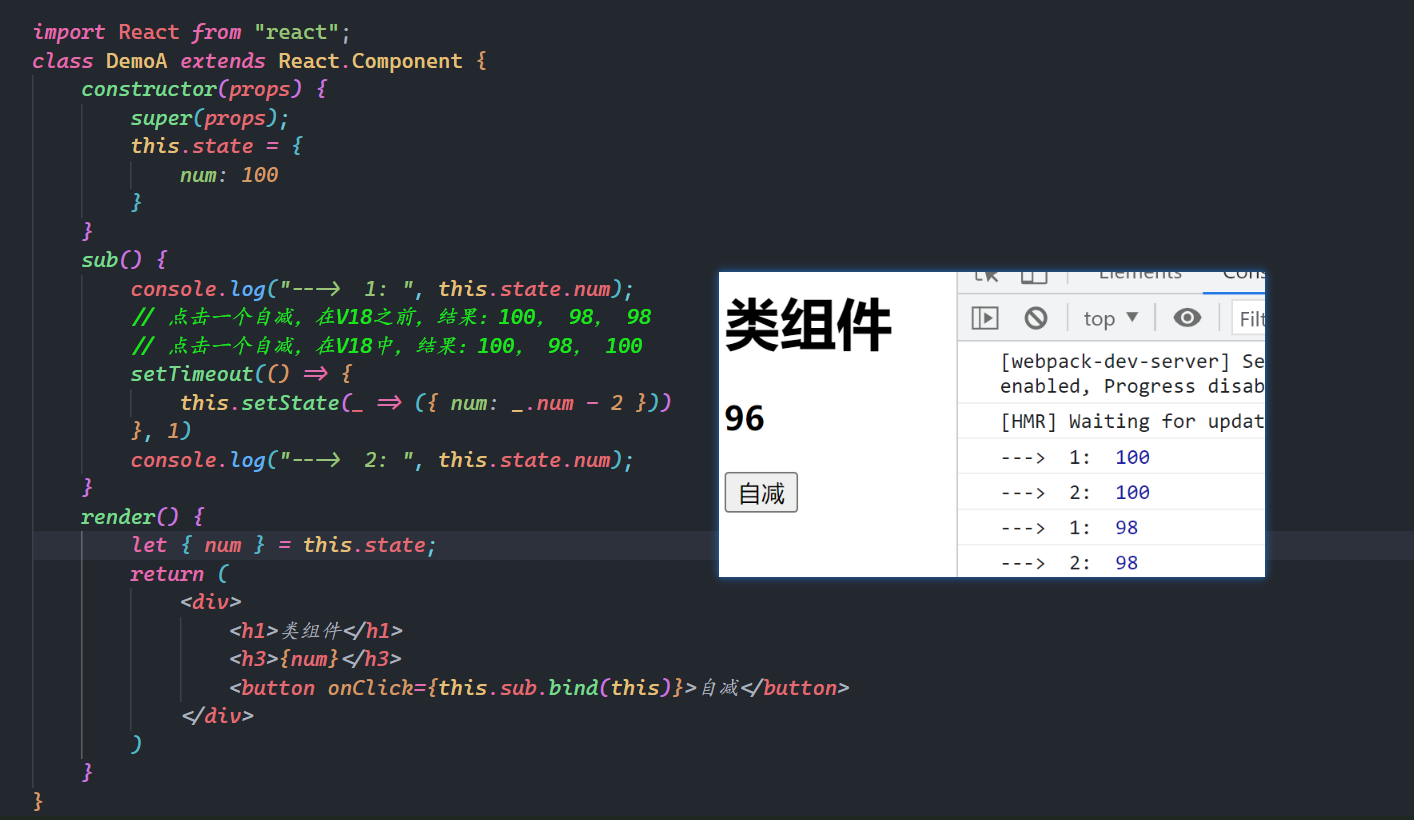 import React from "react";
class DemoA extends React.Component {
constructor(props) {
super(props);
this.state = {
num: 100
}
}
sub() {
console.log("---> 1: ", this.state.num);
// 点击一个自减，在V18之前，结果：100， 98， 98
// 点击一个自减，在V18中，结果：100， 98， 100
setTimeout(() => {
this.setState(_ => ({ num: _.num - 2 }))
}, 1)
console.log("---> 2: ", this.state.num);
}
render() {
let { num } = this.state;
return (
<div>
<h1>类组件</h1>
<h3>{num}</h3>
<button onClick={this.sub.bind(this)}>自减</button>
</div>
)
}
}
类组件
96
自减
Elements Cons
top Filt
[webpack-dev-server] Se
enabled, Progress disab
[HMR] Waiting for updat
---> 1: 100
---> 2: 100
---> 1: 98
---> 2: 98